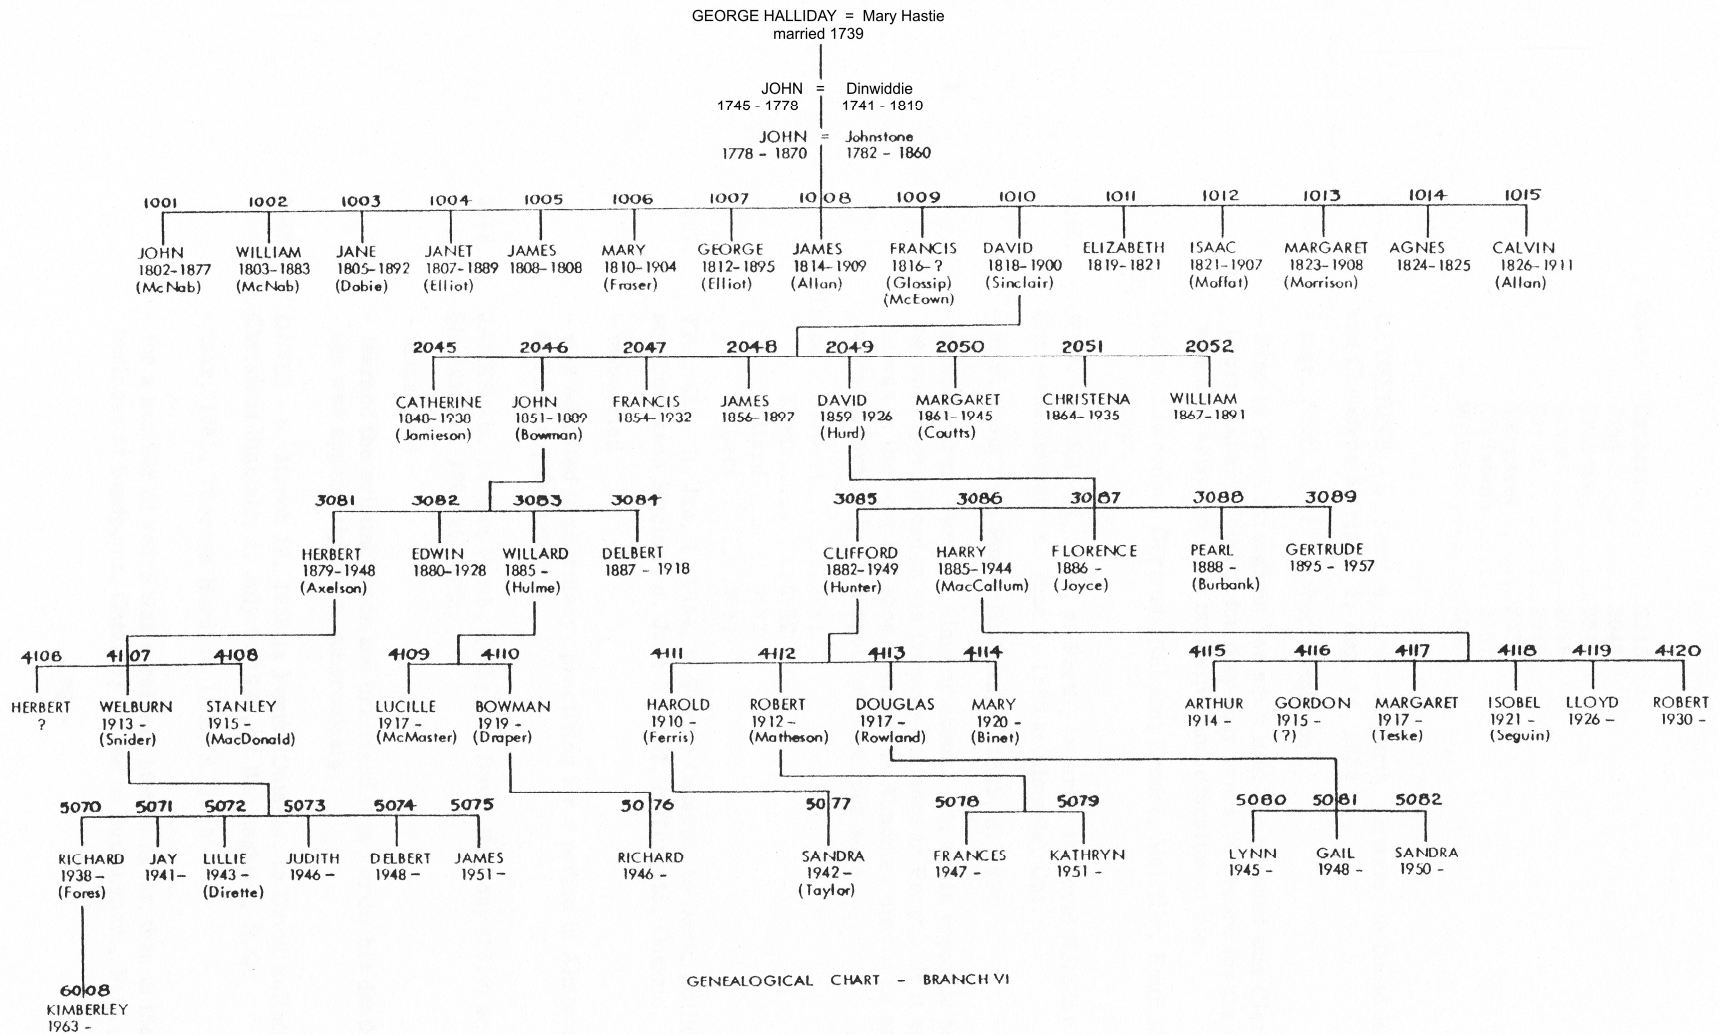 GEORGE HALLIDAY = Mary Hastie
married 1739
JOHN = Dinwiddie
1745 - 1778 1741 - 1810
JOHN = Johnstone
1778 - 1870 1782 - 1860
1001 1002 1003 1004 1005 1006 1007 1008 1009 1010 1011 1012 1013 1014 1015
JOHN WILLIAM JANE JANET JAMES MARY GEORGE JAMES FRANCIS DAVID ELIZABETH ISAAC MARGARET AGNES CALVIN
1802-1877 1803-1883 1805-1892 1807-1889 1808-1808 1810-1904 1812-1895 1814-1909 1816-? 1818-1900 1819-1821 1821-1907 1823-1908 1824-1825 1826-1911
(McNab) (McNab) (Dobie) (Elliot) (Fraser) (Elliot) (Allan) (Glossip) (Sinclair) (Moffat) (Morrison) (Allan)
(McEown)
2045 2046 2047 2048 2049 2050 2051 2052
CATHERINE JOHN FRANCIS JAMES DAVID MARGARET CHRISTENA WILLIAM
1848-1930 1851-1889 1854-1932 1856-1897 1859 1926 1861-1945 1864-1935 1867-1891
(Jamieson) (Bowman) (Hurd) (Coutts)
3081 3082 3083 3084 3085 3086 3087 3088 3089
HERBERT EDWIN WILLARD DELBERT CLIFFORD HARRY FLORENCE PEARL GERTRUDE
1879-1948 1880-1928 1885 - 1887 - 1918 1882-1949 1885-1944 1886 - 1888 - 1895 - 1957
(Axelson) (Hulme) (Hunter) (MacCallum) (Joyce) (Burbank)
4106 4107 4108 4109 4110 4111 4112 4113 4114 4115 4116 4117 4118 4119 4120
HERBERT WELBURN STANLEY LUCILLE BOWMAN HAROLD ROBERT DOUGLAS MARY ARTHUR GORDON MARGARET ISOBEL LLOYD ROBERT
? 1913 - 1915 - 1917 - 1919 - 1910 - 1912- 1917 - 1920 - 1914 - 1915 - 1917 - 1921 - 1926 - 1930 -
(Snider) (MacDonald) (McMaster) (Draper) (Ferris) (Matheson) (Rowland) (Binet) (?) (Teske) (Seguin)
5070 5071 5072 5073 5074 5075 5076 5077 5078 5079 5080 5081 5082
RICHARD JAY LILLIE JUDITH DELBERT JAMES RICHARD SANDRA FRANCES KATHRYN LYNN GAIL SANDRA
1938 - 1941- 1943 - 1946 - 1948 - 1951 - 1946 - 1942- 1947 - 1951 - 1945 - 1948 - 1950 -
(Fores) (Dirette) (Taylor)
GENEALOGICAL CHART - BRANCH VI
6008
KIMBERLEY
1963 -